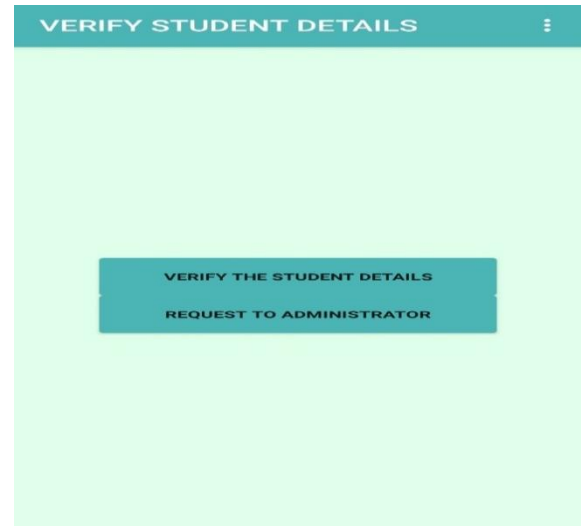 VERIFY STUDENT DETAILS
VERIFY THE STUDENT DETAILS
REQUEST TO ADMINISTRATOR